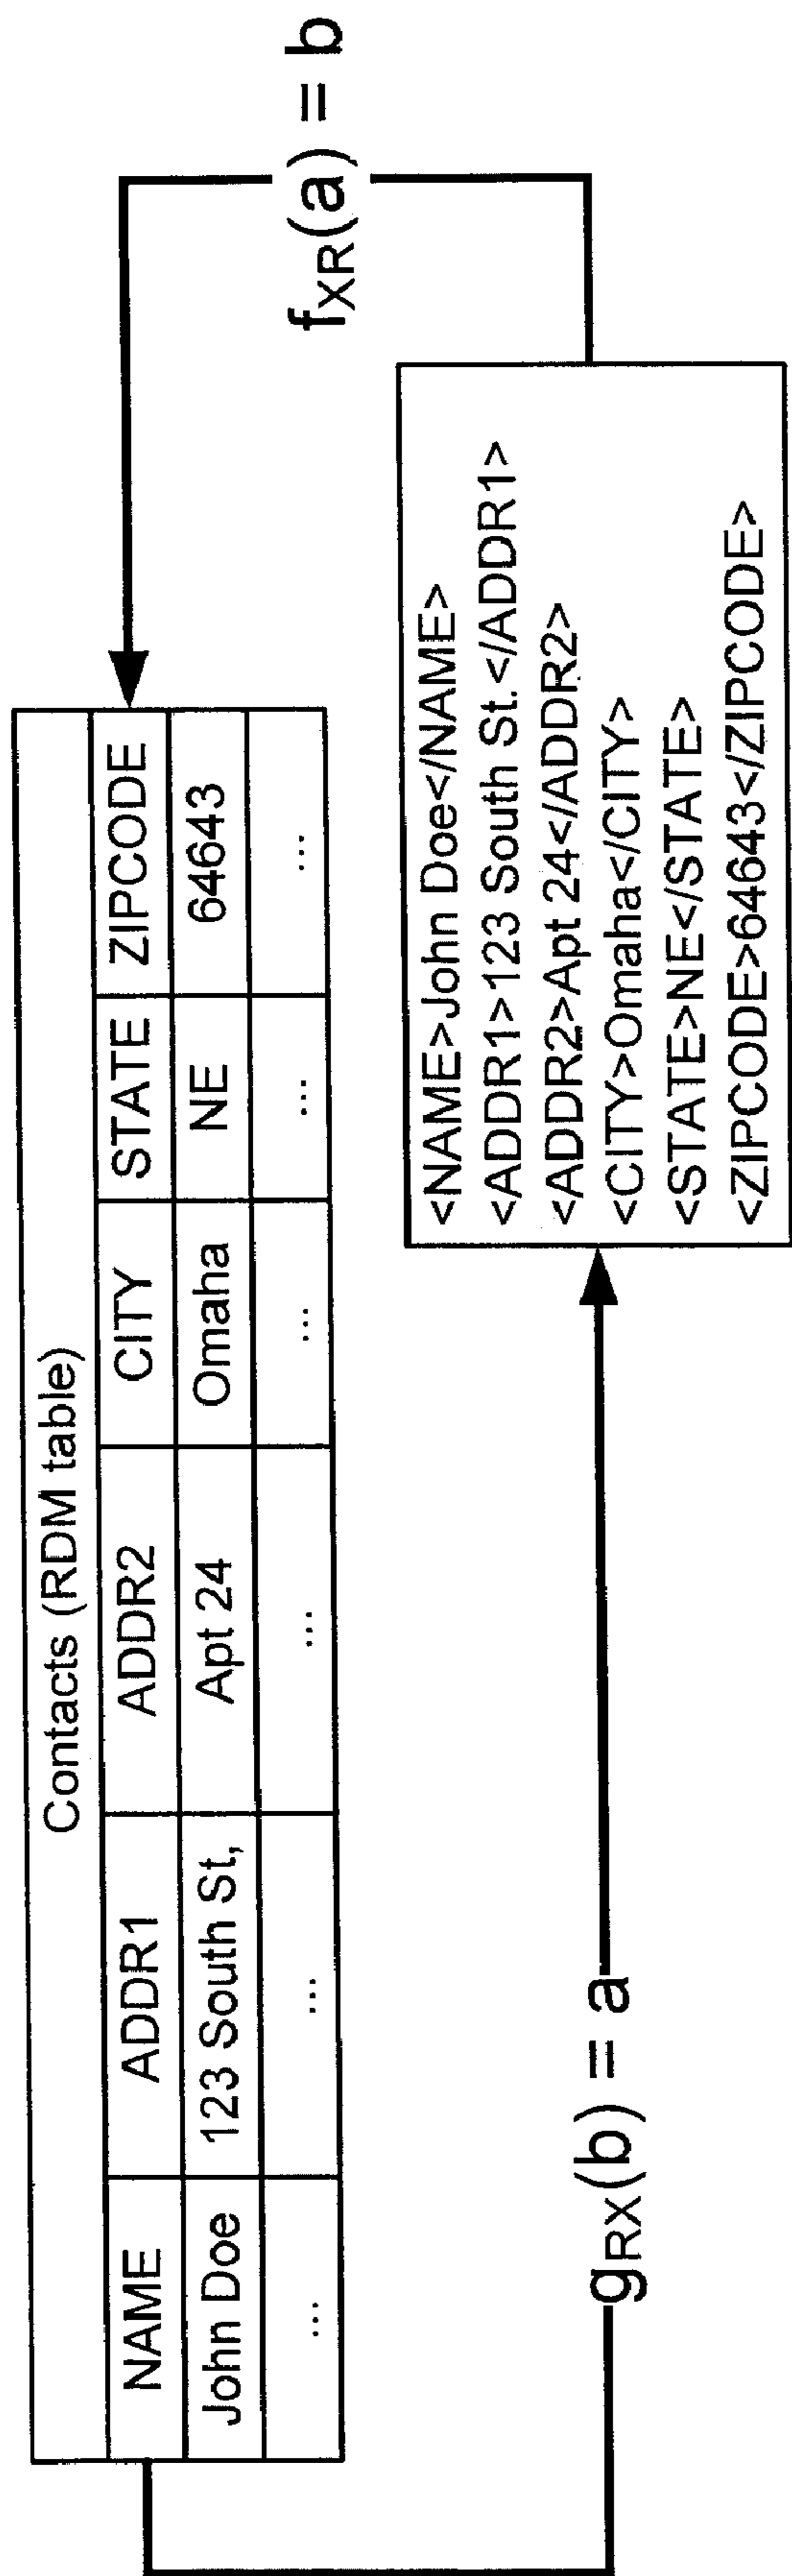 Contacts (RDM table)
NAME ADDR1 ADDR2 CITY STATE ZIPCODE
John Doe 123 South St, Apt 24 Omaha NE 64643
... ... ... ... ... ...
fXR(a) = b
<NAME>John Doe</NAME>
<ADDR1>123 South St.</ADDR1>
<ADDR2>Apt 24</ADDR2>
<CITY>Omaha</CITY>
<STATE>NE</STATE>
<ZIPCODE>64643</ZIPCODE>
gRX(b) = a